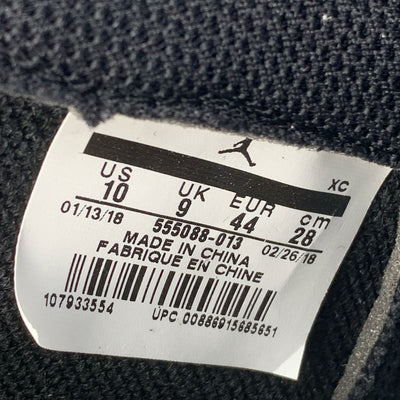 XC
US UK EUR cm
10 9 44 28
01/13/18 555088-013 02/26/18
MADE IN CHINA
FABRIQUE EN CHINE
107933554
UPC 00886915685651